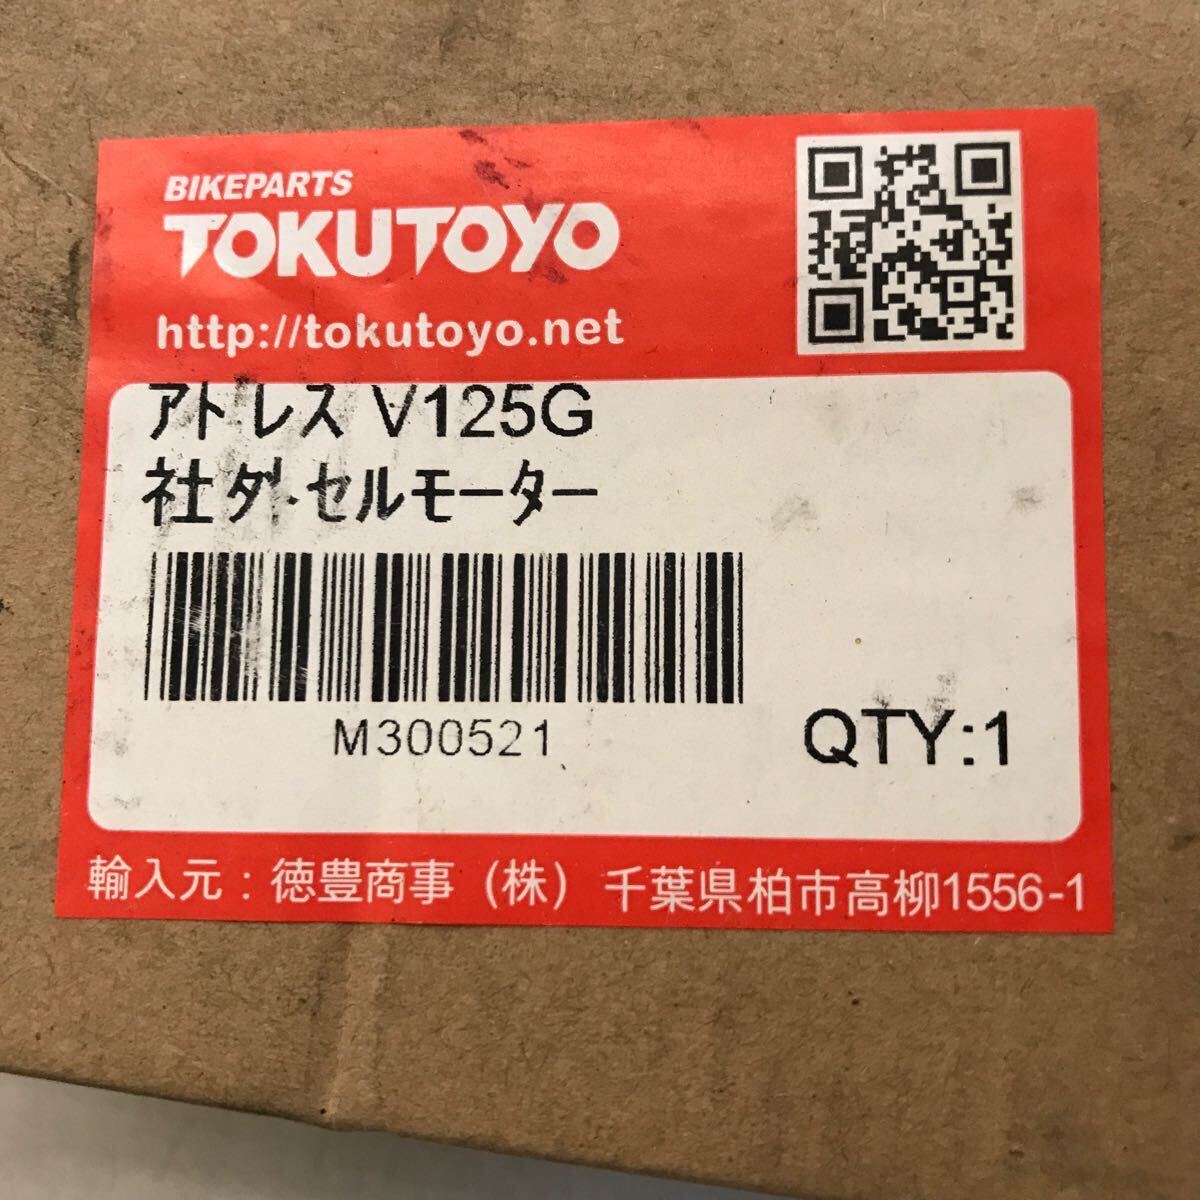 BIKEPARTS
TOKUTOYO
http://tokutoyo.net
アドレス V125G
社外 セルモーター
M300521
QTY:1
輸入元：徳豊商事（株）千葉県柏市高柳1556-1